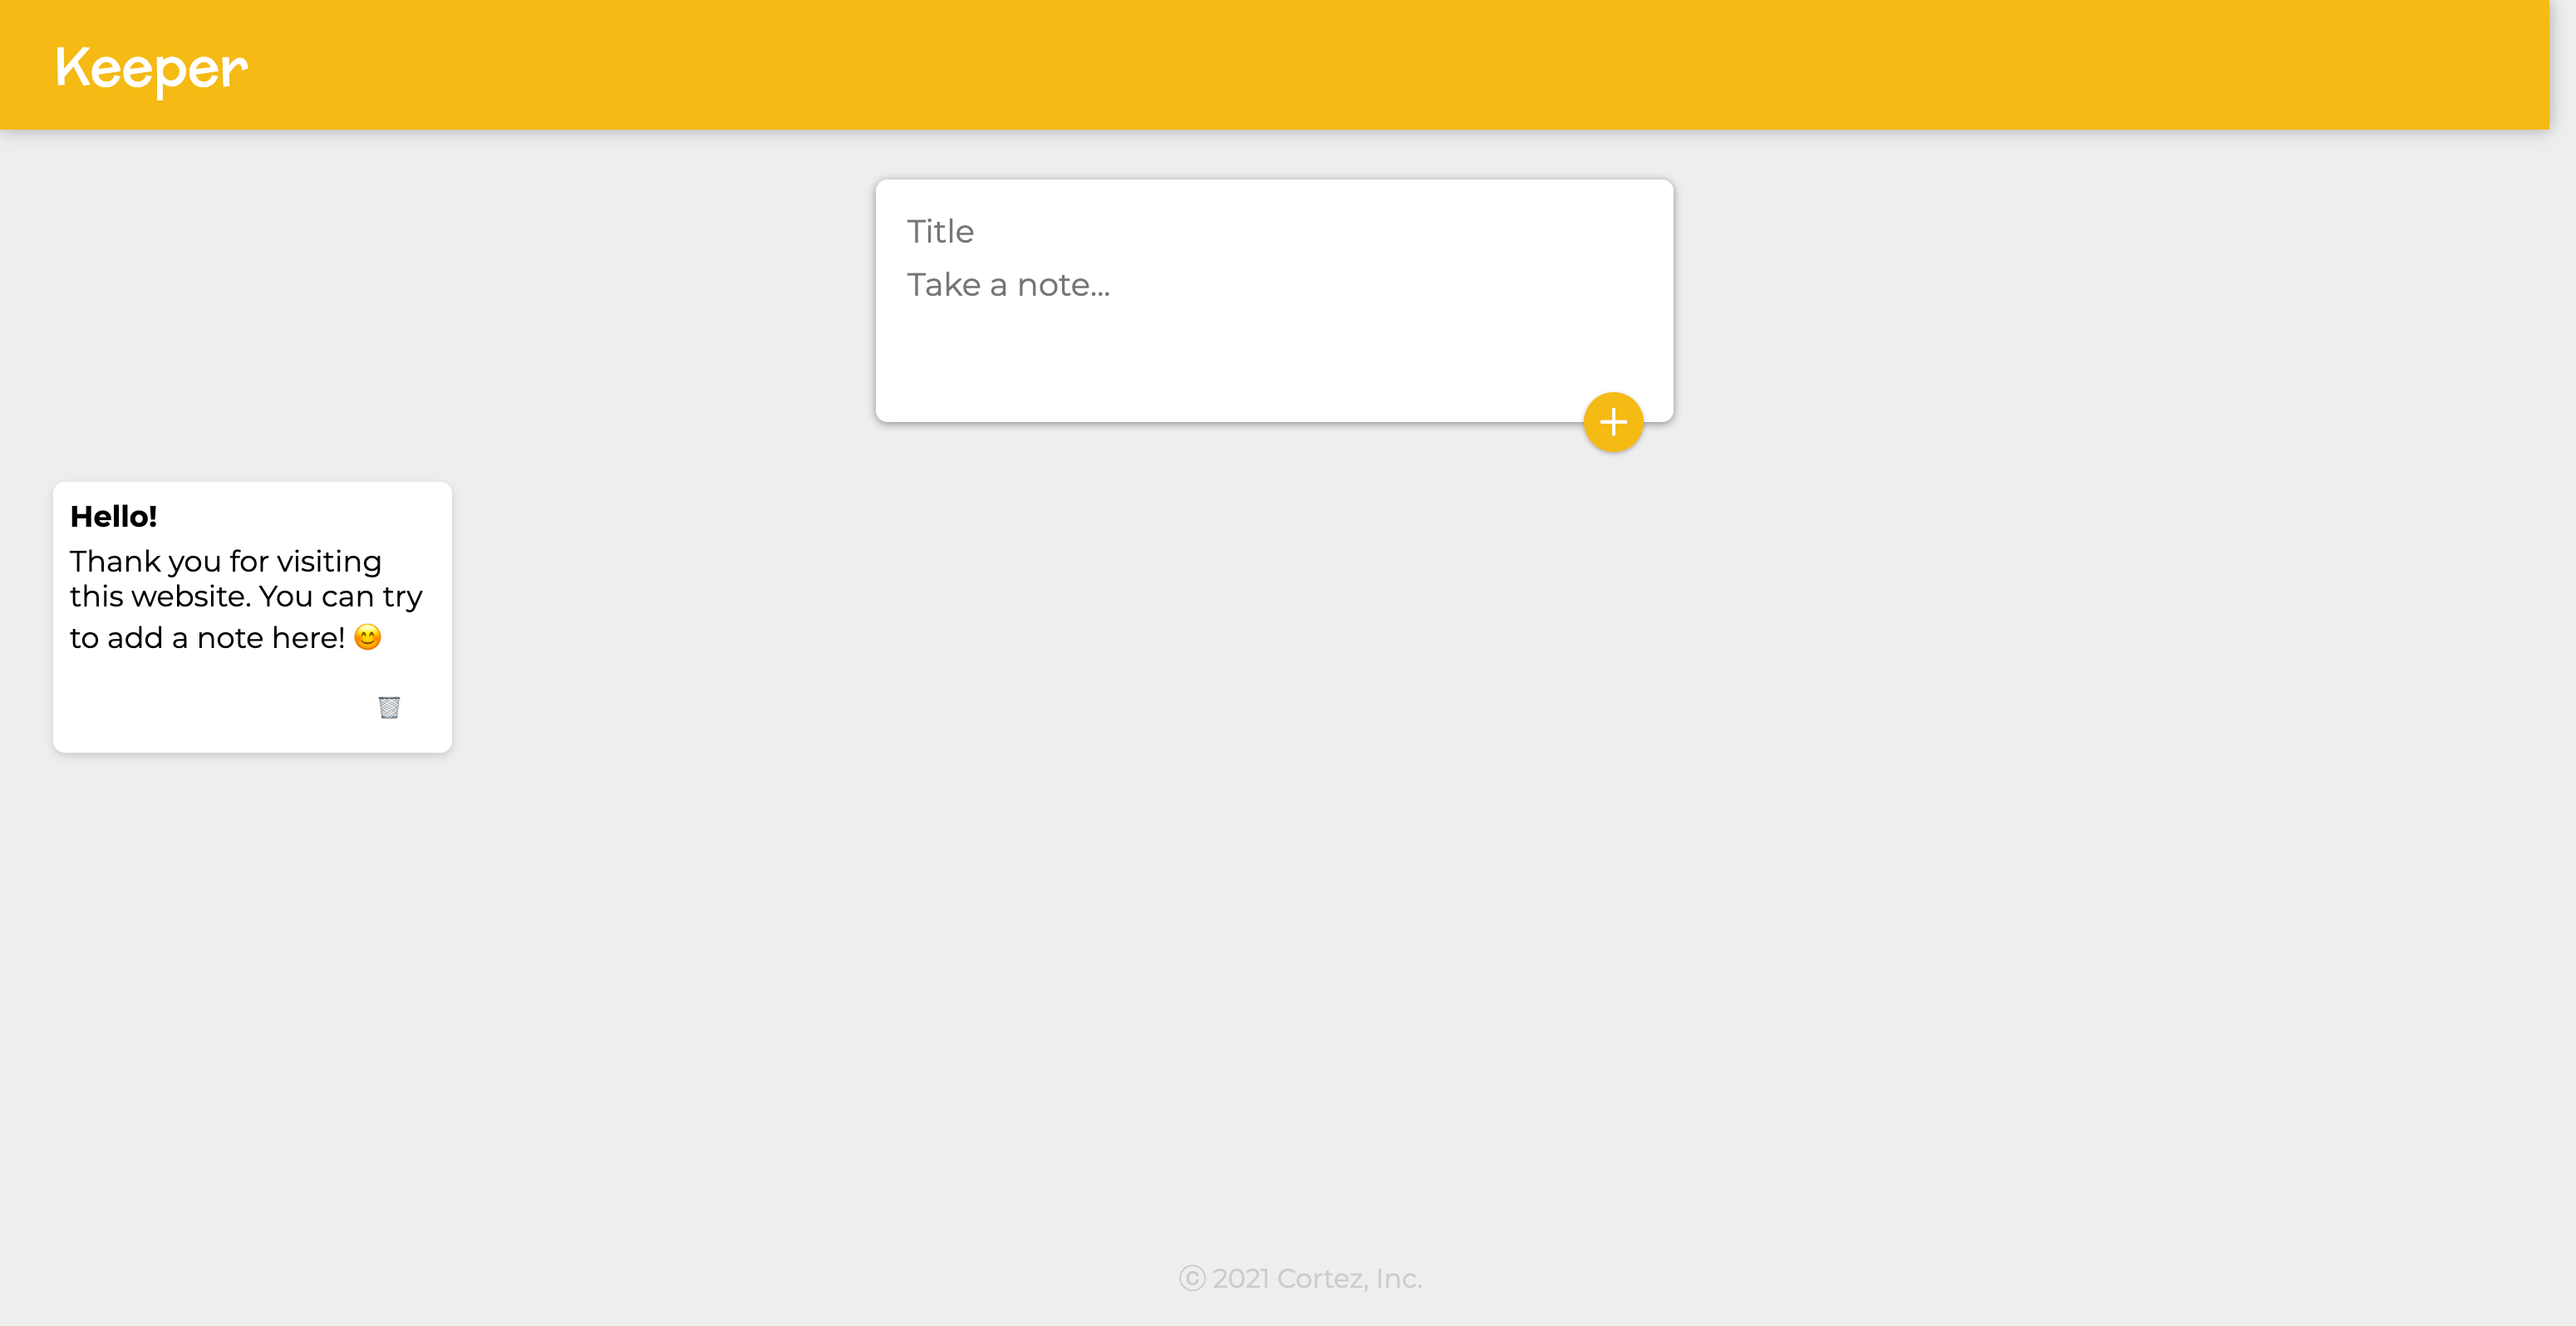 Keeper
Title
Take a note...
Hello!
Thank you for visiting
this website. You can try
to add a note here! 😊
ⓒ 2021 Cortez, Inc.